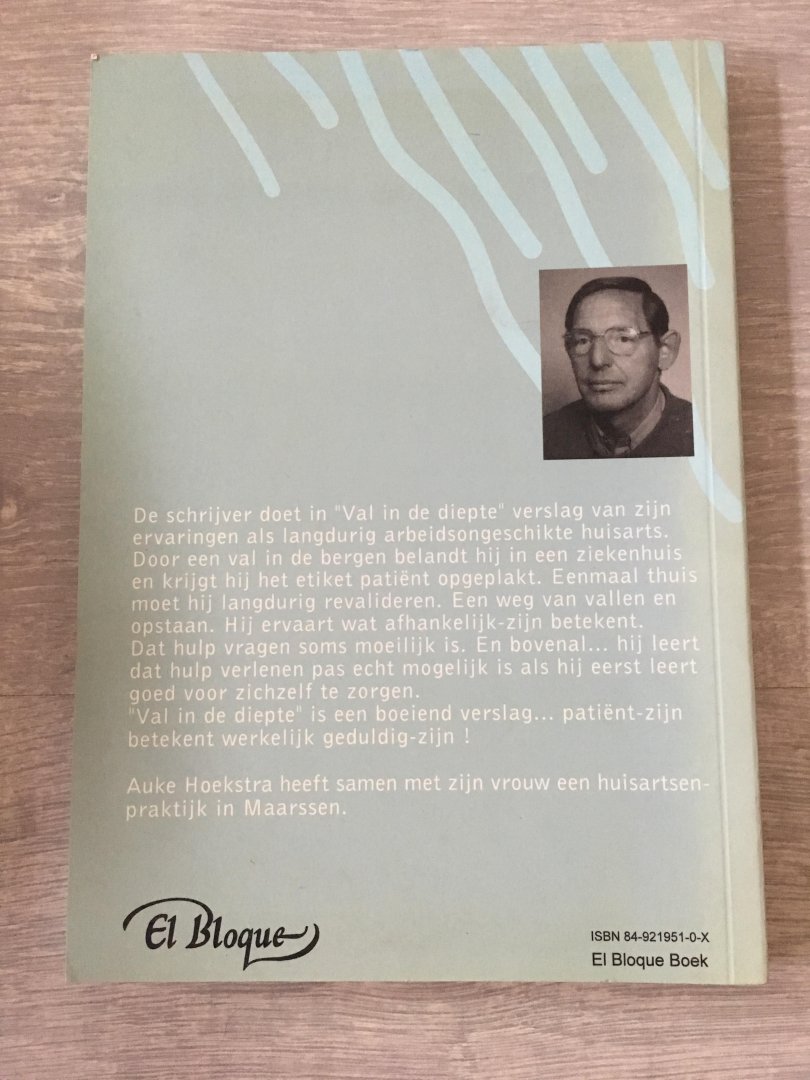 De schrijver doet in "Val in de diepte" verslag van zijn
ervaringen als langdurig arbeidsongeschikte huisarts.
Door een val in de bergen belandt hij in een ziekenhuis
en krijgt hij het etiket patiënt opgeplakt. Eenmaal thuis
moet hij langdurig revalideren. Een weg van vallen en
opstaan. Hij ervaart wat afhankelijk-zijn betekent.
Dat hulp vragen soms moeilijk is. En bovenal... hij leert
dat hulp verlenen pas echt mogelijk is als hij eerst leert
goed voor zichzelf te zorgen.
"Val in de diepte" is een boeiend verslag... patiënt-zijn
betekent werkelijk geduldig-zijn !
Auke Hoekstra heeft samen met zijn vrouw een huisartsen-
praktijk in Maarssen.
El Bloque
ISBN 84-921951-0-X
El Bloque Boek